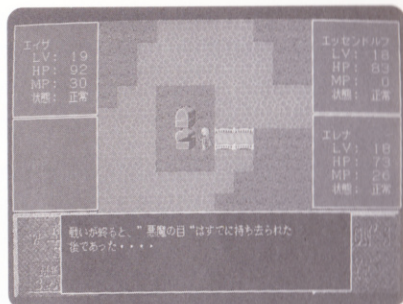 エイザ
LV: 19
HP: 92
MP: 30
状態: 正常
エッセンドルフ
LV: 18
HP: 83
MP: 0
状態: 正常
エレナ
LV: 18
HP: 73
MP: 26
状態: 正常
戦いが終ると、”悪魔の目”はすでに持ち去られた
後であった・・・・